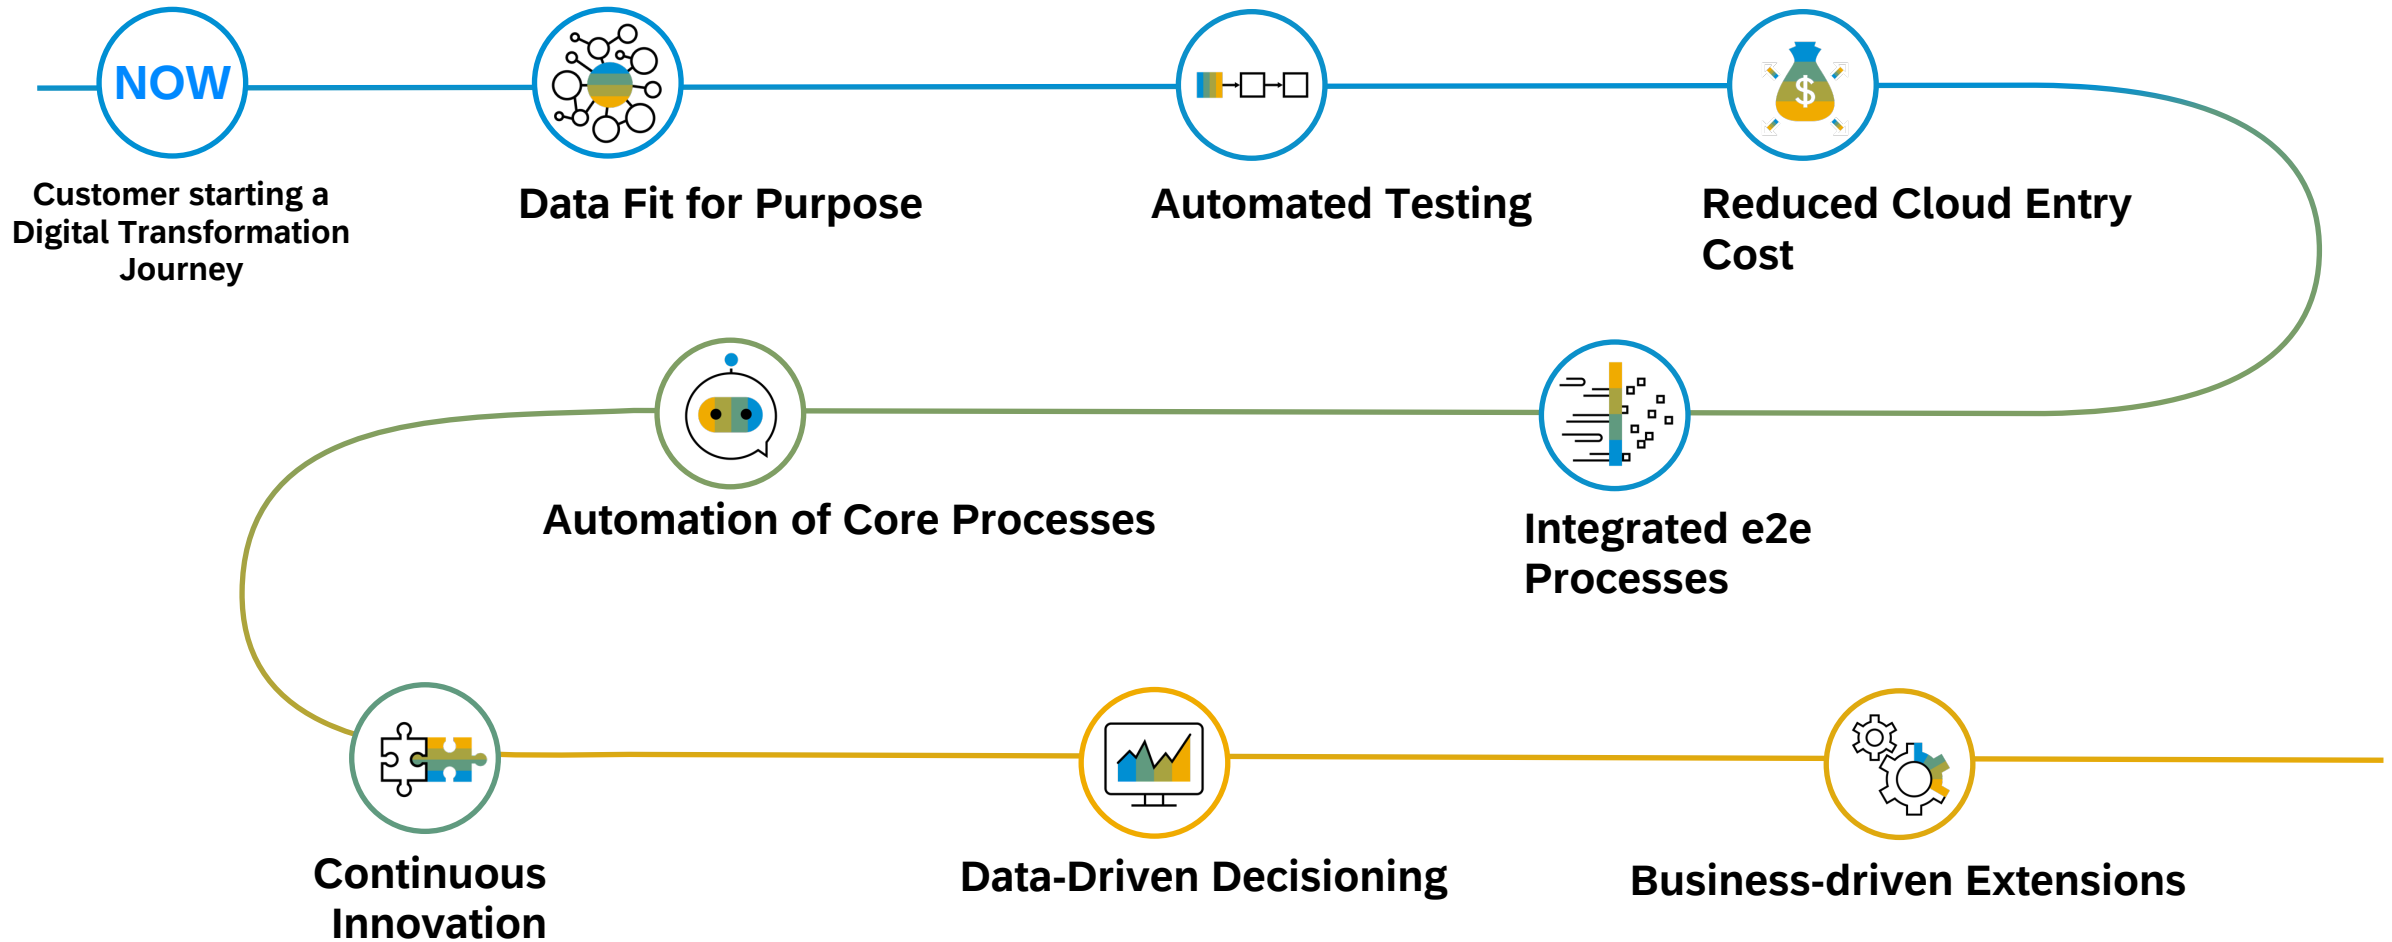 NOW
Customer starting a
Digital Transformation
Journey
Data Fit for Purpose
Automated Testing
$
Reduced Cloud Entry
Cost
Integrated e2e
Processes
Automation of Core Processes
Continuous
Innovation
Data-Driven Decisioning
Business-driven Extensions